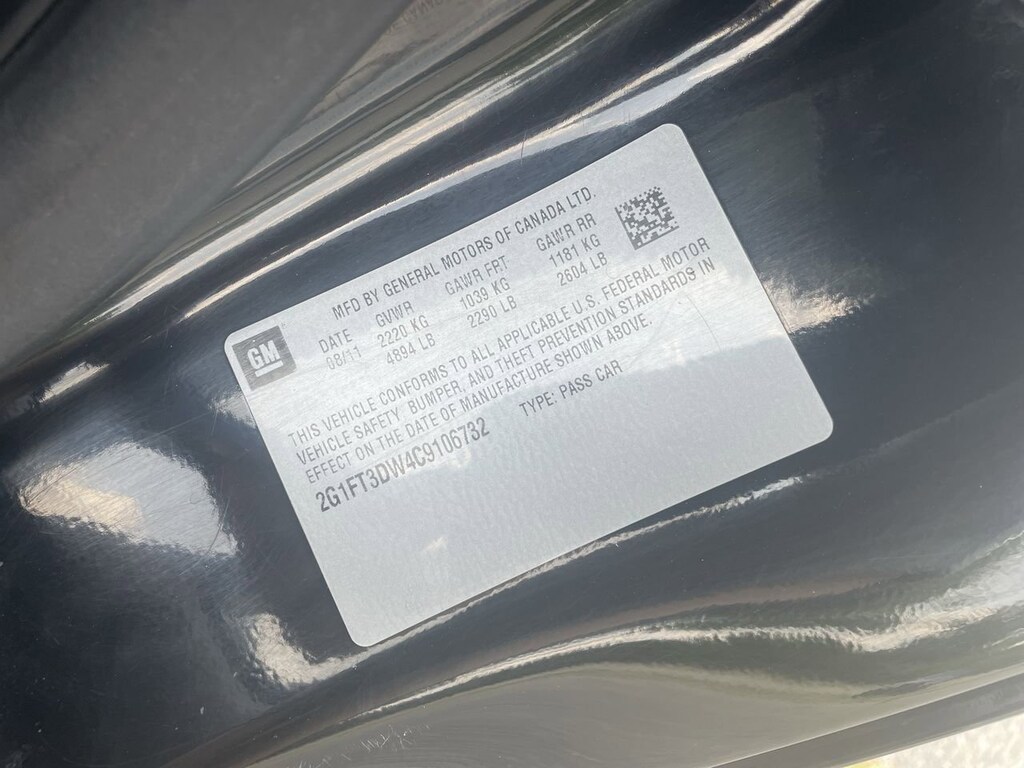 MFD BY GENERAL MOTORS OF CANADA LTD.
GM
DATE GVWR GAWR FRT GAWR RR
08/11 2220 KG 1039 KG 1181 KG
4894 LB 2290 LB 2604 LB
THIS VEHICLE CONFORMS TO ALL APPLICABLE U.S. FEDERAL MOTOR
VEHICLE SAFETY, BUMPER, AND THEFT PREVENTION STANDARDS IN
EFFECT ON THE DATE OF MANUFACTURE SHOWN ABOVE.
2G1FT3DW4C9106732 TYPE: PASS CAR